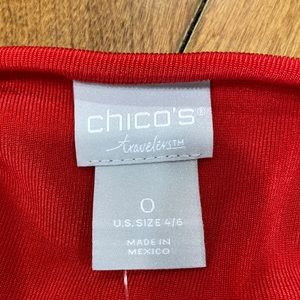 chico's®
travelers™
0
U.S. SIZE 4/6
MADE IN
MEXICO